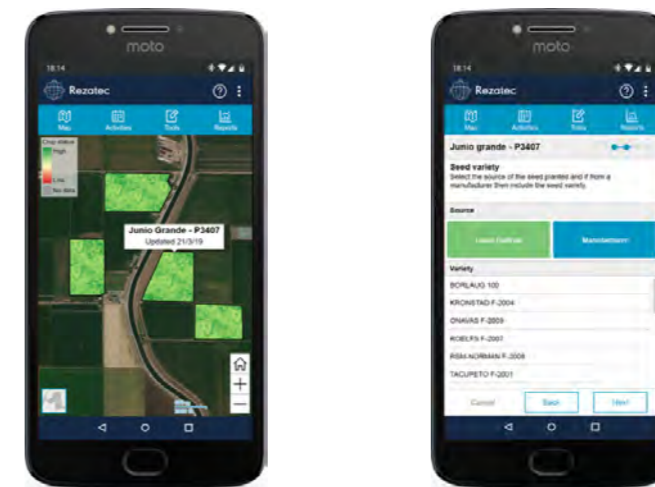 moto
18:14
Rezatec
Map Activities Tools Reports
Crop status
High
Low
No data
Junio Grande - P3407
Updated 21/3/19
moto
18:14
Rezatec
Map Activities Tools Reports
Junio grande - P3407
Seed variety
Select the source of the seed planted and if from a
manufacturer then include the seed variety.
Source
Manufacturer
Variety
BORLAUG 100
KRONSTAD F-2004
ONAVAS F-2009
ROELFS F-2007
RSM-NORMAN F-2008
TACUPETO F-2001
Cancel Back Next